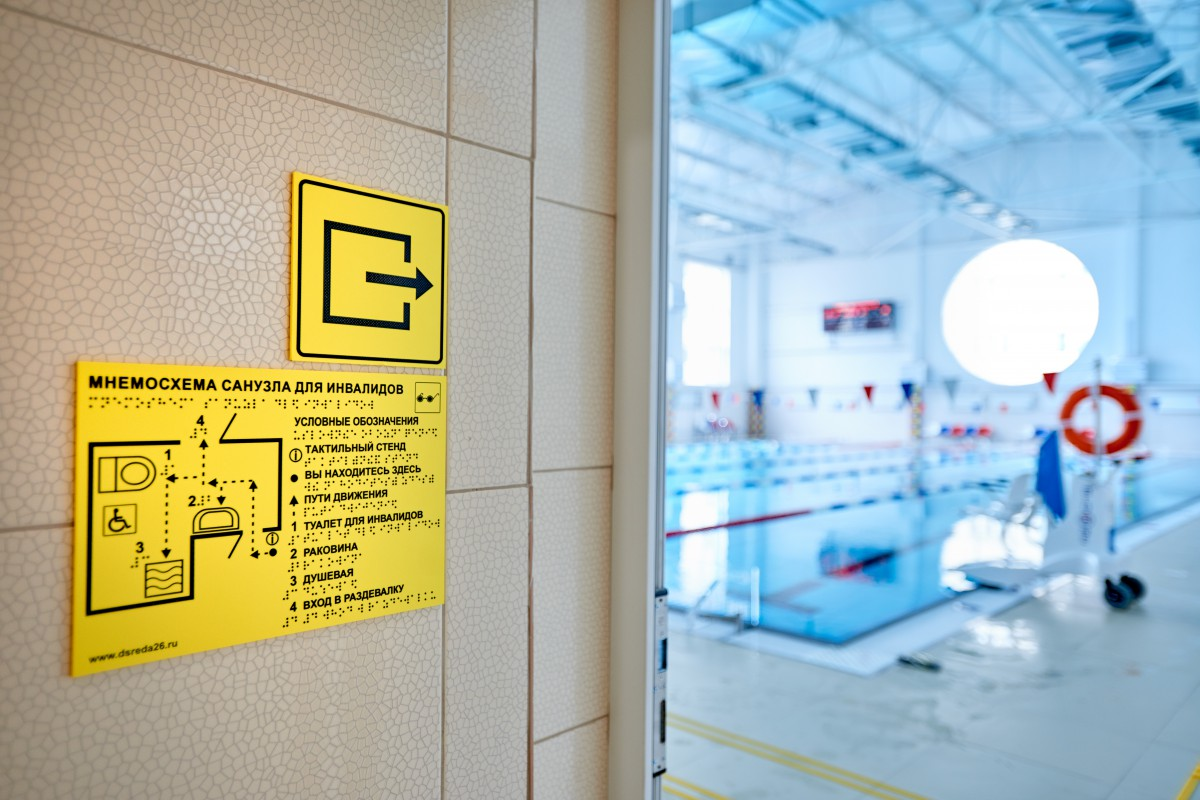 МНЕМОСХЕМА САНУЗЛА ДЛЯ ИНВАЛИДОВ
4
УСЛОВНЫЕ ОБОЗНАЧЕНИЯ
i ТАКТИЛЬНЫЙ СТЕНД
ВЫ НАХОДИТЕСЬ ЗДЕСЬ
ПУТИ ДВИЖЕНИЯ
1 ТУАЛЕТ ДЛЯ ИНВАЛИДОВ
2 РАКОВИНА
3 ДУШЕВАЯ
4 ВХОД В РАЗДЕВАЛКУ
1
2
i
3
www.dsreda26.ru